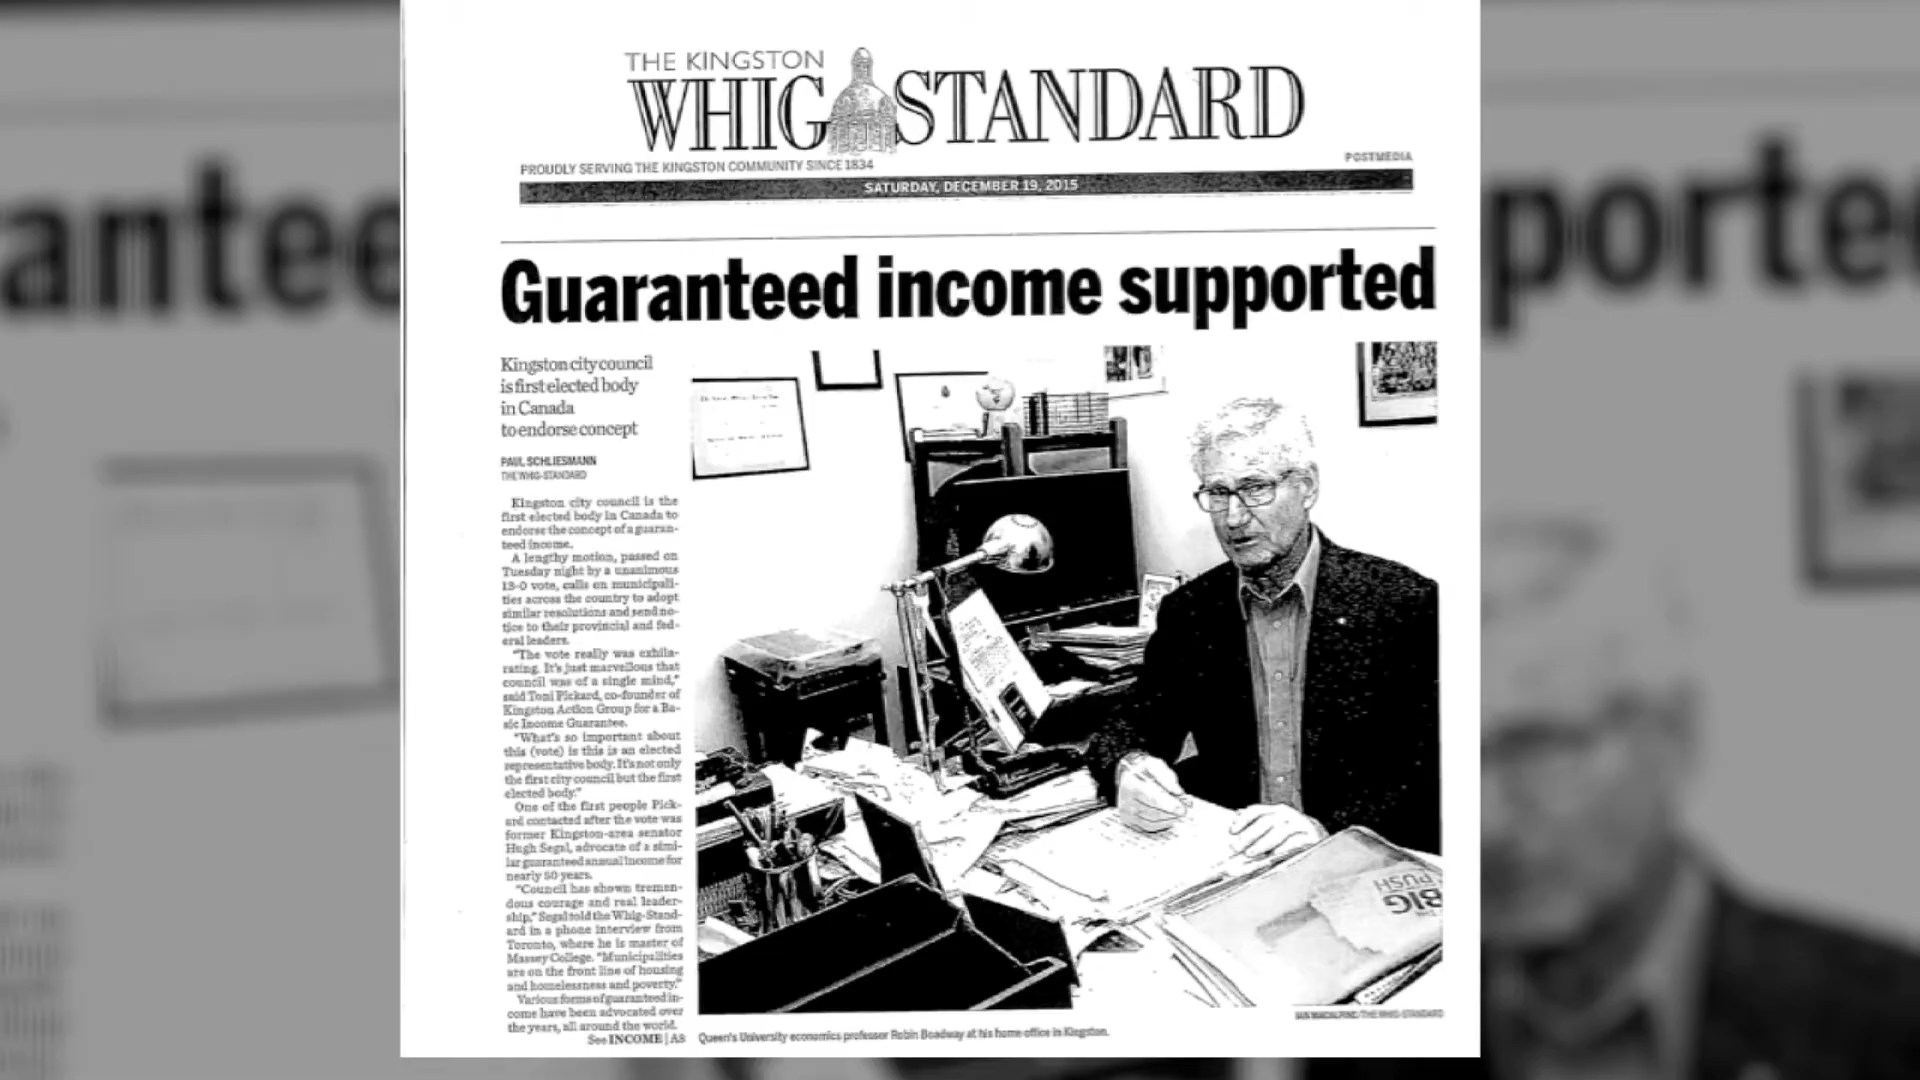 THE KINGSTON
WHIG STANDARD
PROUDLY SERVING THE KINGSTON COMMUNITY SINCE 1834
POSTMEDIA
SATURDAY, DECEMBER 19, 2015
Guaranteed income supported
Kingston city council
is first elected body
in Canada
to endorse concept
PAUL SCHLIESMANN
THE WHIG-STANDARD
Kingston city council is the
first elected body in Canada to
endorse the concept of a guaran-
teed income.
A lengthy motion, passed on
Tuesday night by a unanimous
13-0 vote, calls on municipali-
ties across the country to adopt
similar resolutions and send no-
tice to their provincial and fed-
eral leaders.
"The vote really was exhila-
rating. It's just marvellous that
council was of a single mind,"
said Toni Pickard, co-founder of
Kingston Action Group for a Ba-
sic Income Guarantee.
"What's so important about
this (vote) is this is an elected
representative body. It's not only
the first city council but the first
elected body."
One of the first people Pick-
ard contacted after the vote was
former Kingston-area senator
Hugh Segal, advocate of a simi-
lar guaranteed annual income for
nearly 50 years.
"Council has shown tremen-
dous courage and real leader-
ship," Segal told the Whig-Stand-
ard in a phone interview from
Toronto, where he is master of
Massey College. "Municipalities
are on the front line of housing
and homelessness and poverty."
Various forms of guaranteed in-
come have been advocated over
the years, all around the world.
See INCOME | A8
BIG
PUSH
IAN MACALPINE/THE WHIG-STANDARD
Queen's University economics professor Robin Boadway at his home office in Kingston.
antee
porte